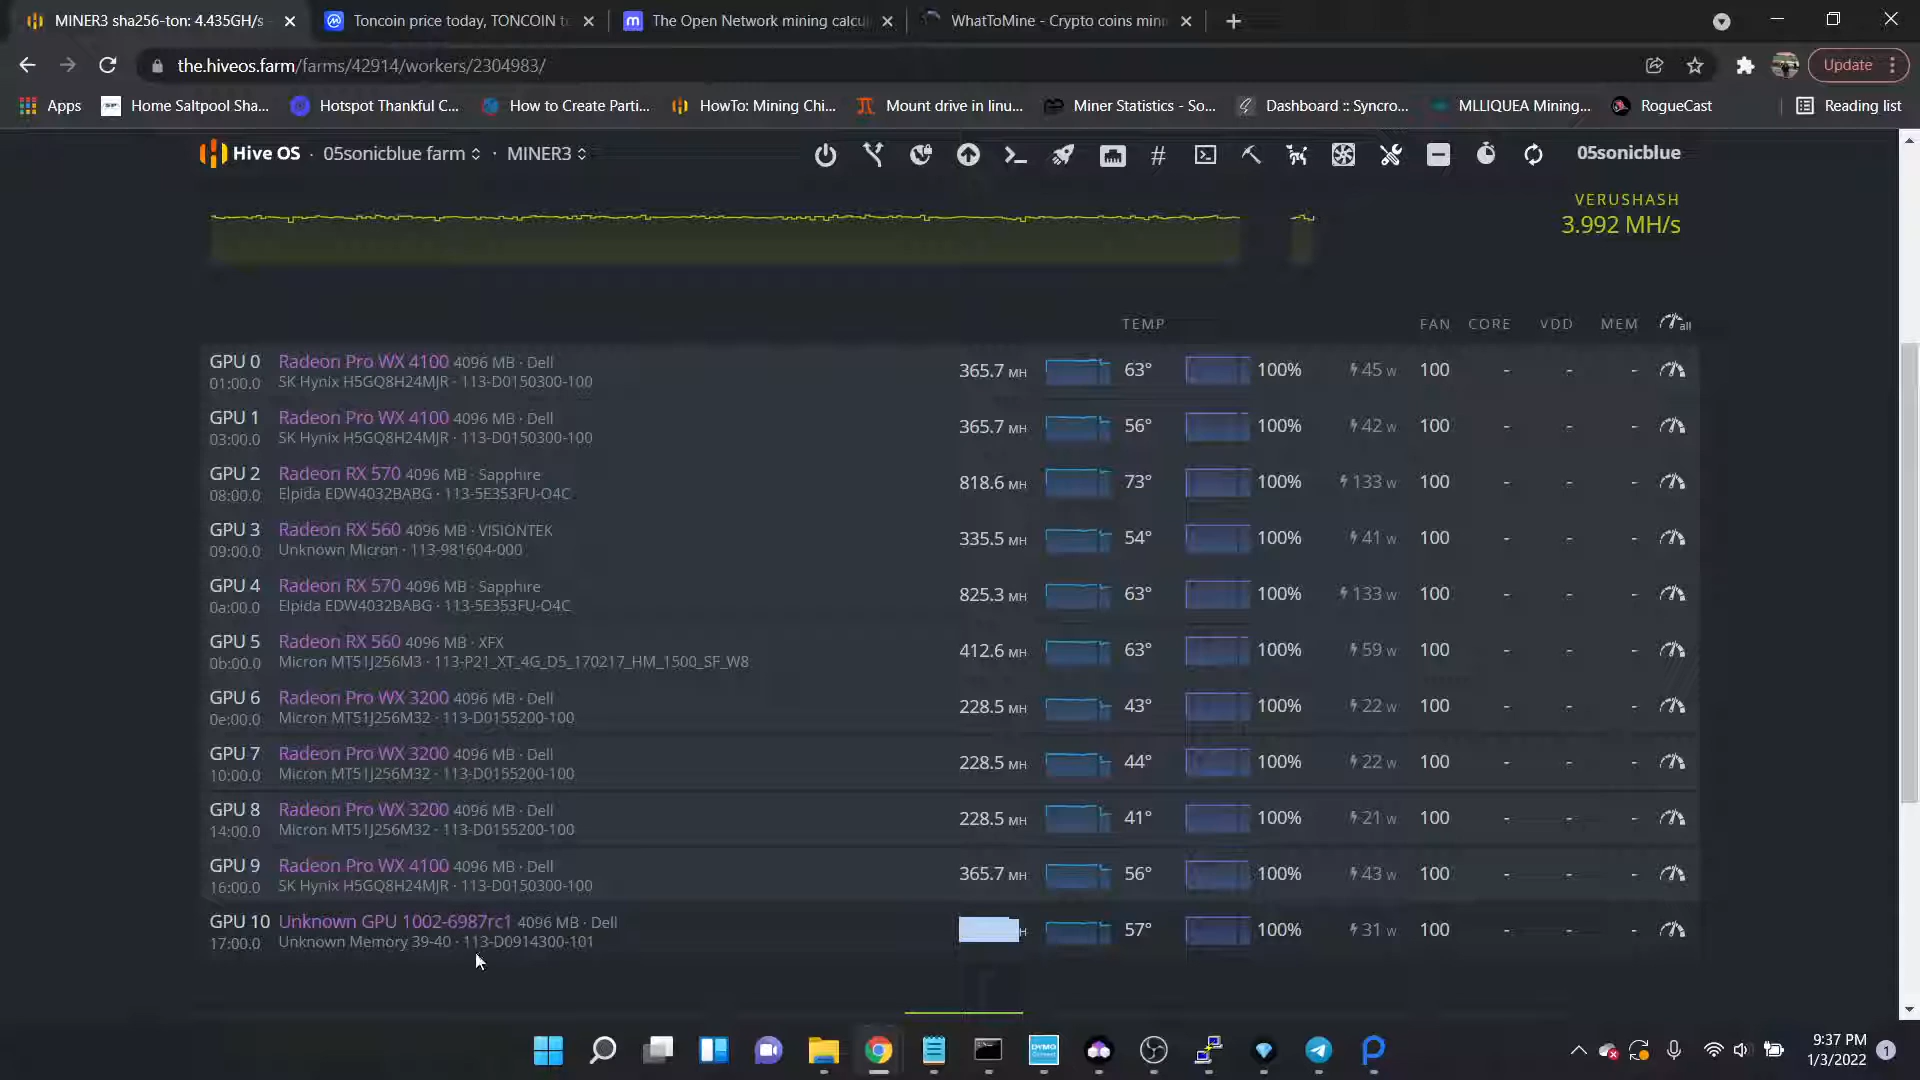 MINER3 sha256-ton: 4.435GH/s
Toncoin price today, TONCOIN t
The Open Network mining calcu
WhatToMine - Crypto coins min
the.hiveos.farm/farms/42914/workers/2304983/
Update
Apps
Home Saltpool Sha...
Hotspot Thankful C...
How to Create Parti...
HowTo: Mining Chi...
Mount drive in linu...
Miner Statistics - So...
Dashboard :: Syncro...
MLLIQUEA Mining...
RogueCast
Reading list
Hive OS · 05sonicblue farm · MINER3
05sonicblue
VERUSHASH
3.992 MH/s
TEMP FAN CORE VDD MEM all
GPU 0 Radeon Pro WX 4100 4096 MB · Dell
01:00.0 SK Hynix H5GQ8H24MJR · 113-D0150300-100
365.7 MH 63° 100% 45 W 100 - - -
GPU 1 Radeon Pro WX 4100 4096 MB · Dell
03:00.0 SK Hynix H5GQ8H24MJR · 113-D0150300-100
365.7 MH 56° 100% 42 W 100 - - -
GPU 2 Radeon RX 570 4096 MB · Sapphire
08:00.0 Elpida EDW4032BABG · 113-5E353FU-O4C
818.6 MH 73° 100% 133 W 100 - - -
GPU 3 Radeon RX 560 4096 MB · VISIONTEK
09:00.0 Unknown Micron · 113-981604-000
335.5 MH 54° 100% 41 W 100 - - -
GPU 4 Radeon RX 570 4096 MB · Sapphire
0a:00.0 Elpida EDW4032BABG · 113-5E353FU-O4C
825.3 MH 63° 100% 133 W 100 - - -
GPU 5 Radeon RX 560 4096 MB · XFX
0b:00.0 Micron MT51J256M3 · 113-P21_XT_4G_D5_170217_HM_1500_SF_W8
412.6 MH 63° 100% 59 W 100 - - -
GPU 6 Radeon Pro WX 3200 4096 MB · Dell
0e:00.0 Micron MT51J256M32 · 113-D0155200-100
228.5 MH 43° 100% 22 W 100 - - -
GPU 7 Radeon Pro WX 3200 4096 MB · Dell
10:00.0 Micron MT51J256M32 · 113-D0155200-100
228.5 MH 44° 100% 22 W 100 - - -
GPU 8 Radeon Pro WX 3200 4096 MB · Dell
14:00.0 Micron MT51J256M32 · 113-D0155200-100
228.5 MH 41° 100% 21 W 100 - - -
GPU 9 Radeon Pro WX 4100 4096 MB · Dell
16:00.0 SK Hynix H5GQ8H24MJR · 113-D0150300-100
365.7 MH 56° 100% 43 W 100 - - -
GPU 10 Unknown GPU 1002-6987rc1 4096 MB · Dell
17:00.0 Unknown Memory 39-40 · 113-D0914300-101
57° 100% 31 W 100 - - -
DYMO
9:37 PM
1/3/2022
1